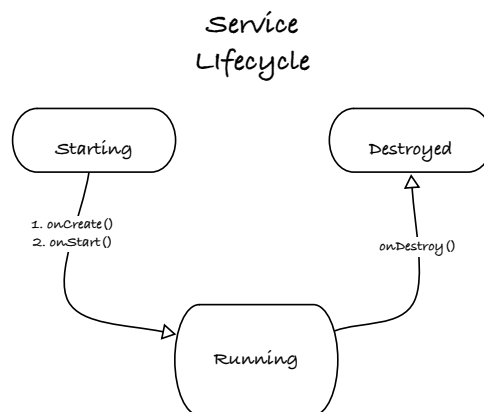 Service
LIfecycle
Starting
Destroyed
1. onCreate()
2. onStart()
onDestroy()
Running